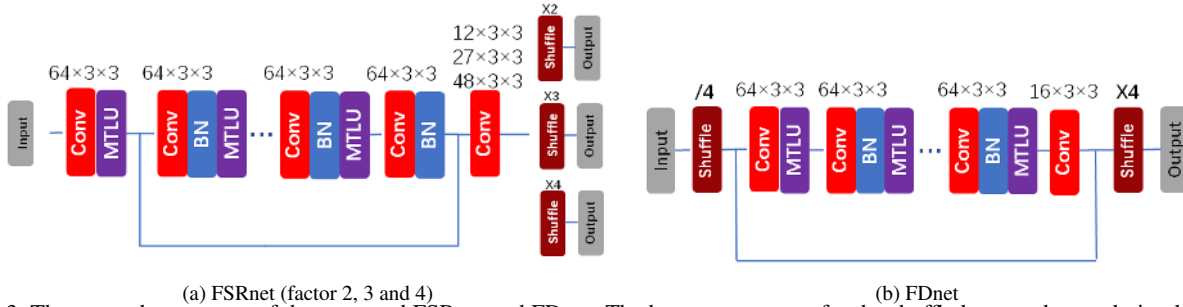 X2
12×3×3
27×3×3
48×3×3
Shuffle
Output
64×3×3
64×3×3
64×3×3
64×3×3
Input
Conv
MTLU
Conv
BN
MTLU
...
Conv
BN
MTLU
Conv
BN
Conv
X3
Shuffle
Output
X4
Shuffle
Output
(a) FSRnet (factor 2, 3 and 4)
/4
64×3×3
64×3×3
64×3×3
16×3×3
X4
Input
Shuffle
Conv
MTLU
Conv
BN
MTLU
...
Conv
BN
MTLU
Conv
Shuffle
Output
(b) FDnet